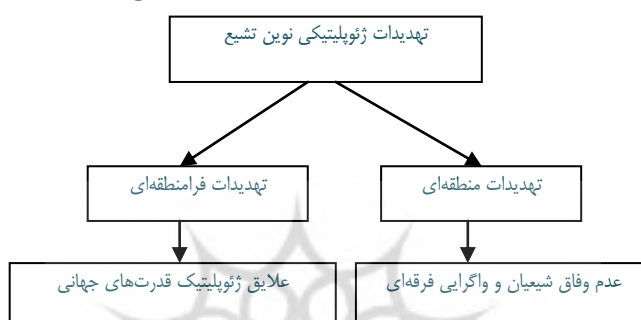 تهدیدات ژئوپلیتیکی نوین تشیع
تهدیدات منطقه‌ای
تهدیدات فرامنطقه‌ای
عدم وفاق شیعیان و واگرایی فرقه‌ای
علایق ژئوپلیتیک قدرت‌های جهانی